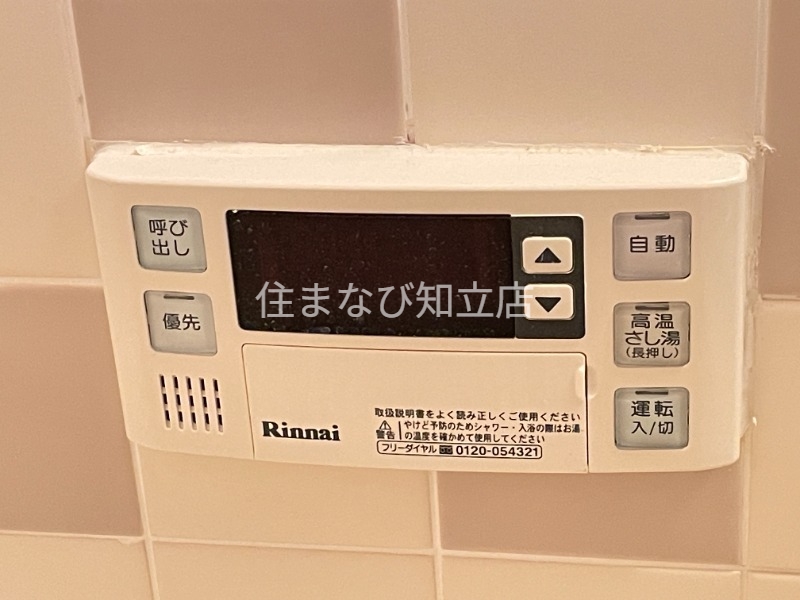 呼び
出し
優先
自動
高温
さし湯
(長押し)
運転
入/切
住まなび知立店
Rinnai
取扱説明書をよく読み正しくご使用ください
警告
やけど予防のためシャワー・入浴の際はお湯
の温度を確かめて使用してください
フリーダイヤル 0120-054321